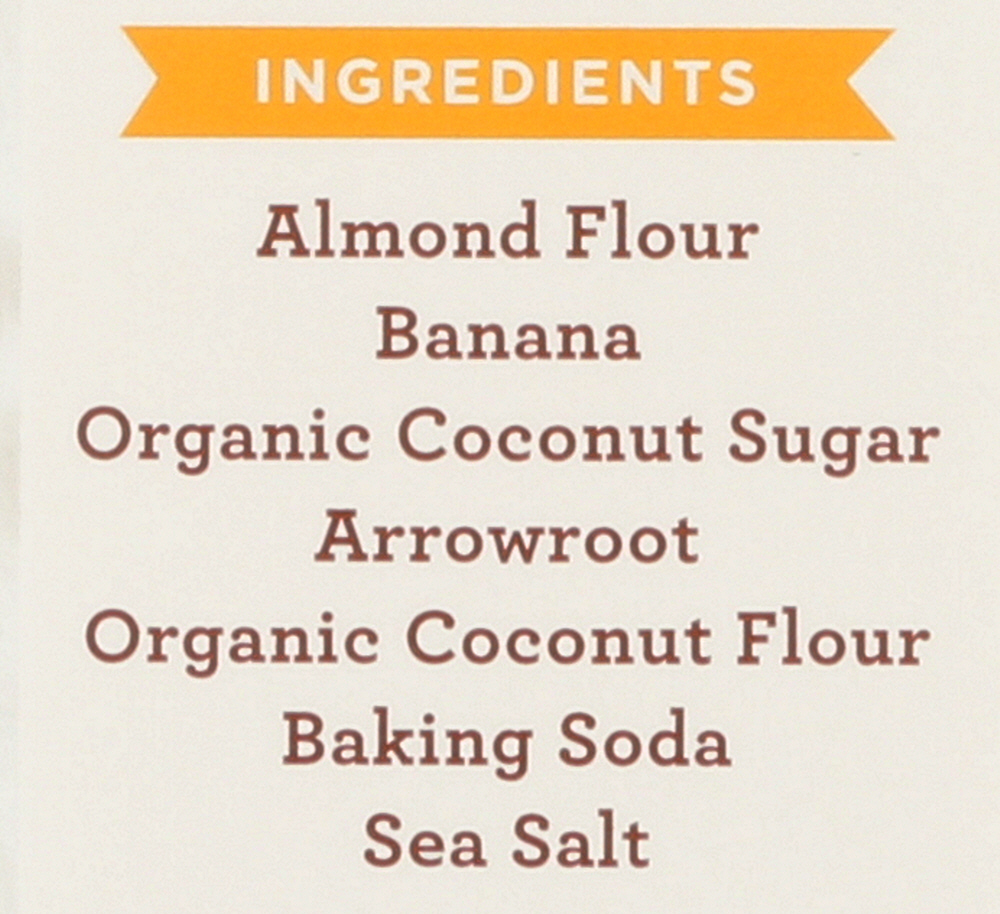 INGREDIENTS
Almond Flour
Banana
Organic Coconut Sugar
Arrowroot
Organic Coconut Flour
Baking Soda
Sea Salt